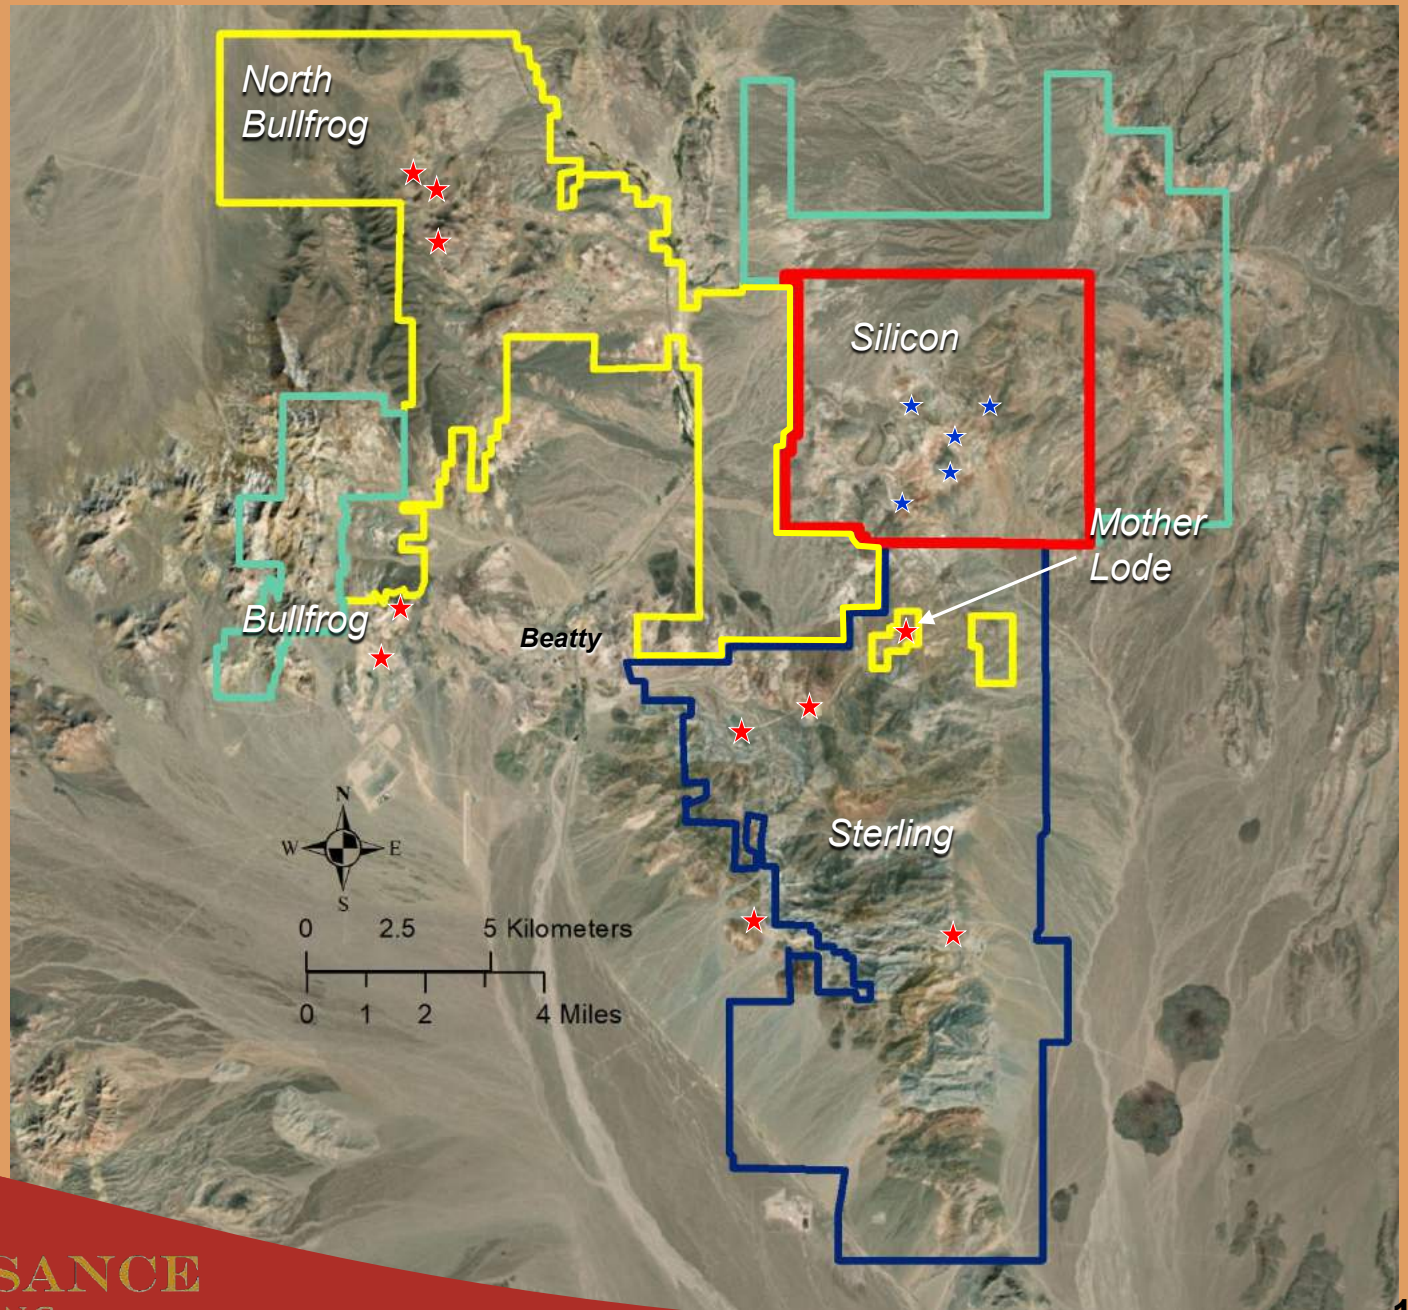 North
Bullfrog
Silicon
Mother
Lode
Bullfrog
Beatty
Sterling
N
W E
S
0 2.5 5 Kilometers
0 1 2 4 Miles
SANCE